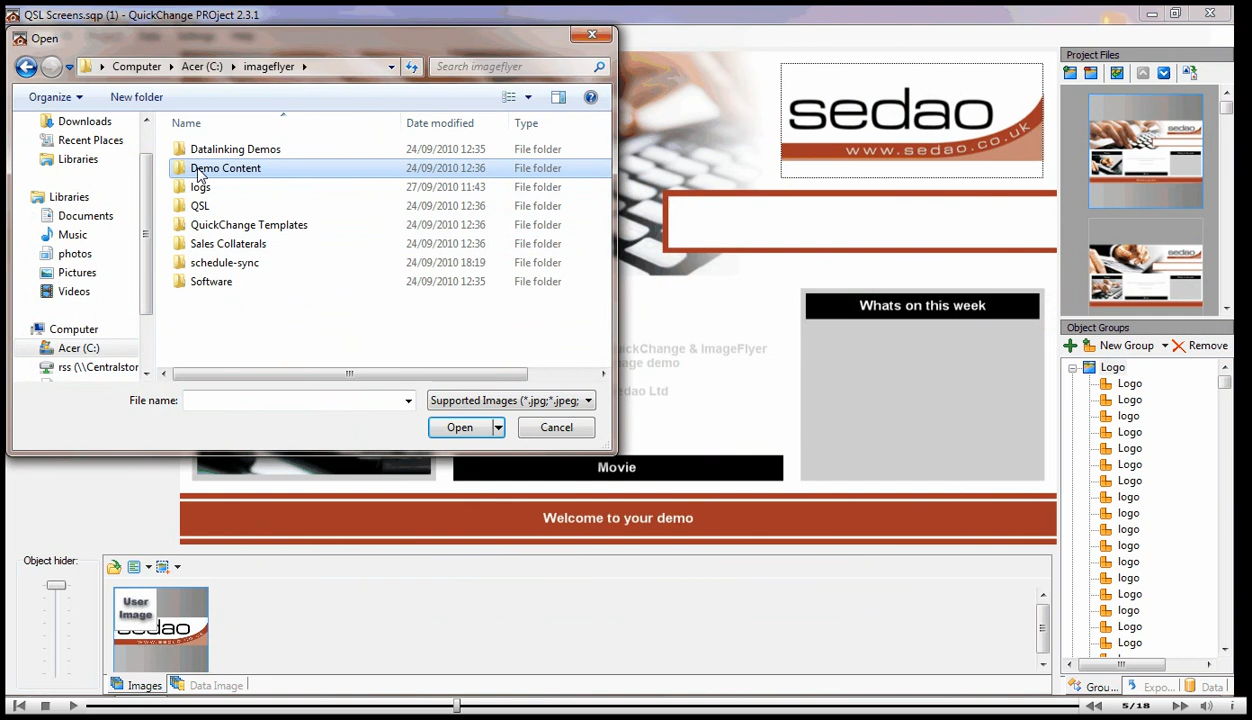 QSL Screens.sqp (1) - QuickChange PROject 2.3.1
Open
Computer Acer (C:) imageflyer
Search imageflyer
Organize
New folder
Name Date modified Type
Downloads
Recent Places
Libraries
Libraries
Documents
Music
photos
Pictures
Videos
Computer
Acer (C:)
rss (\\Centralstor
Datalinking Demos 24/09/2010 12:35 File folder
Demo Content 24/09/2010 12:36 File folder
logs 27/09/2010 11:43 File folder
QSL 24/09/2010 12:36 File folder
QuickChange Templates 24/09/2010 12:36 File folder
Sales Collaterals 24/09/2010 12:36 File folder
schedule-sync 24/09/2010 18:19 File folder
Software 24/09/2010 12:35 File folder
File name:
Supported Images (*.jpg;*.jpeg;
Open
Cancel
sedao
www.sedao.co.uk
Whats on this week
ickChange & ImageFlyer
age demo
edao Ltd
Movie
Welcome to your demo
Project Files
sedao
Object Groups
New Group Remove
Logo
Logo
Logo
logo
Logo
Logo
Logo
Logo
logo
logo
logo
logo
logo
logo
Logo
logo
Logo
Logo
Grou... Expo... Data
Object hider:
User
Image
sedao
Images
Data Image
5/18